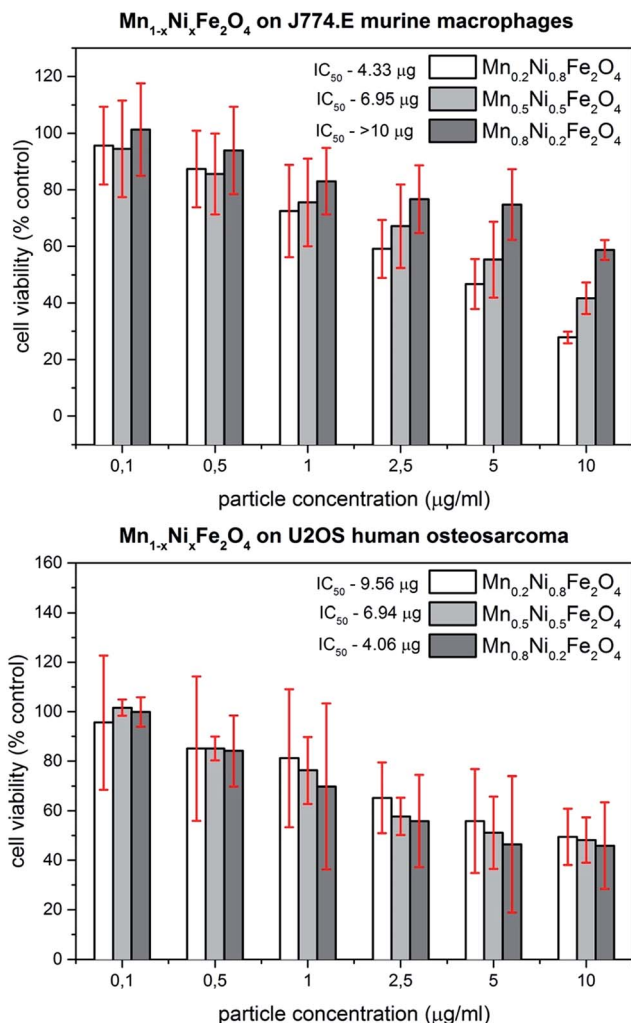 Mn₁₋ₓNiₓFe₂O₄ on J774.E murine macrophages
IC₅₀ - 4.33 μg Mn₀.₂Ni₀.₈Fe₂O₄
IC₅₀ - 6.95 μg Mn₀.₅Ni₀.₅Fe₂O₄
IC₅₀ - >10 μg Mn₀.₈Ni₀.₂Fe₂O₄
cell viability (% control)
120
100
80
60
40
20
0
0,1 0,5 1 2,5 5 10
particle concentration (μg/ml)
Mn₁₋ₓNiₓFe₂O₄ on U2OS human osteosarcoma
IC₅₀ - 9.56 μg Mn₀.₂Ni₀.₈Fe₂O₄
IC₅₀ - 6.94 μg Mn₀.₅Ni₀.₅Fe₂O₄
IC₅₀ - 4.06 μg Mn₀.₈Ni₀.₂Fe₂O₄
cell viability (% control)
160
140
120
100
80
60
40
20
0
0,1 0,5 1 2,5 5 10
particle concentration (μg/ml)